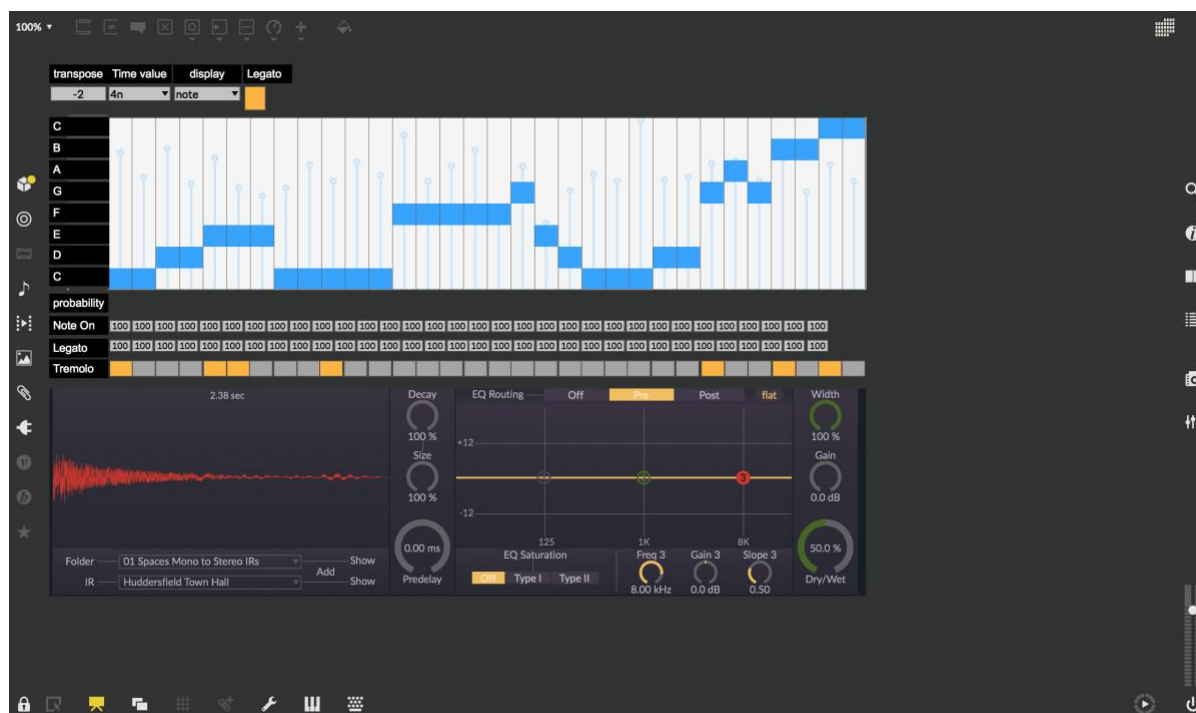 100%
transpose Time value display Legato
-2 4n note
C
B
A
G
F
E
D
C
probability
Note On 100 100 100 100 100 100 100 100 100 100 100 100 100 100 100 100 100 100 100 100 100 100 100 100 100 100 100 100 100 100 100 100
Legato 100 100 100 100 100 100 100 100 100 100 100 100 100 100 100 100 100 100 100 100 100 100 100 100 100 100 100 100 100 100 100 100
Tremolo
2.38 sec Decay EQ Routing Off Pre Post flat Width
100 % +12 100 %
Size Gain
100 % 3 0.0 dB
-12
125 1K 8K
0.00 ms EQ Saturation Freq 3 Gain 3 Slope 3 50.0 %
Folder 01 Spaces Mono to Stereo IRs Show
Add
IR Huddersfield Town Hall Show Predelay Off Type I Type II 8.00 kHz 0.0 dB 0.50 Dry/Wet